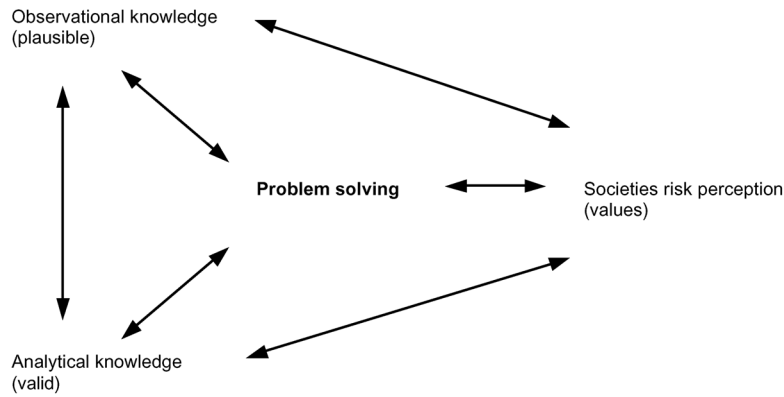 Observational knowledge
(plausible)
Problem solving
Societies risk perception
(values)
Analytical knowledge
(valid)